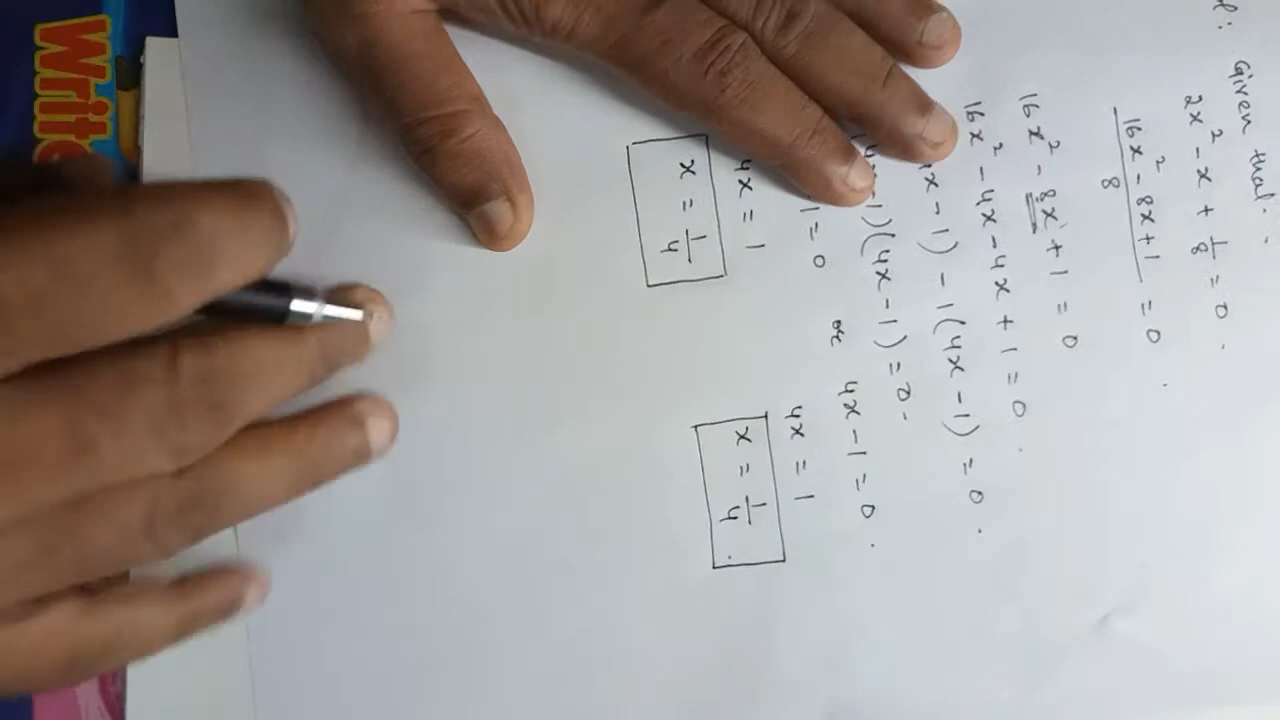 Given that.
2x² - x + 1/8 = 0.
16x² - 8x + 1 / 8 = 0
16x² - 8x + 1 = 0
16x² - 4x - 4x + 1 = 0.
x - 1) - 1(4x - 1) = 0.
-1)(4x - 1) = 0.
1 = 0 or 4x - 1 = 0.
4x = 1 4x = 1
x = 1/4 x = 1/4.
Write